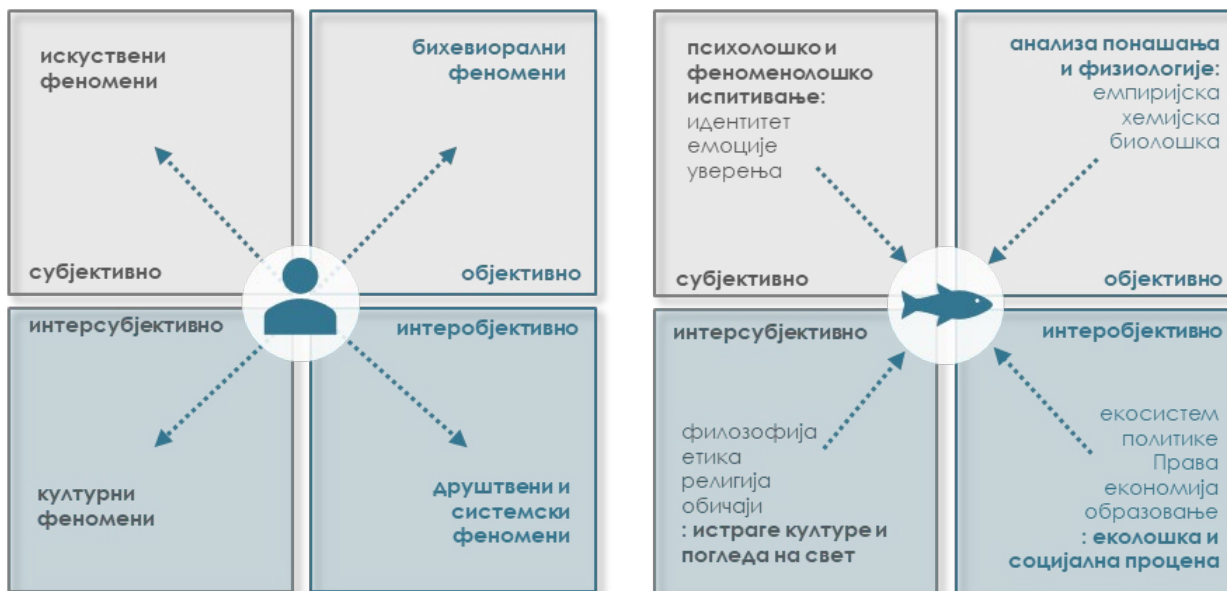 искуствени
феномени
бихевиорални
феномени
субјективно
објективно
интерсубјективно
интеробјективно
културни
феномени
друштвени и
системски
феномени
психолошко и
феноменолошко
испитивање:
идентитет
емоције
уверења
анализа понашања
и физиологије:
емпиријска
хемијска
биолошка
субјективно
објективно
интерсубјективно
интеробјективно
филозофија
етика
религија
обичаји
: истраге културе и
погледа на свет
екосистем
политике
Права
економија
образовање
: еколошка и
социјална процена